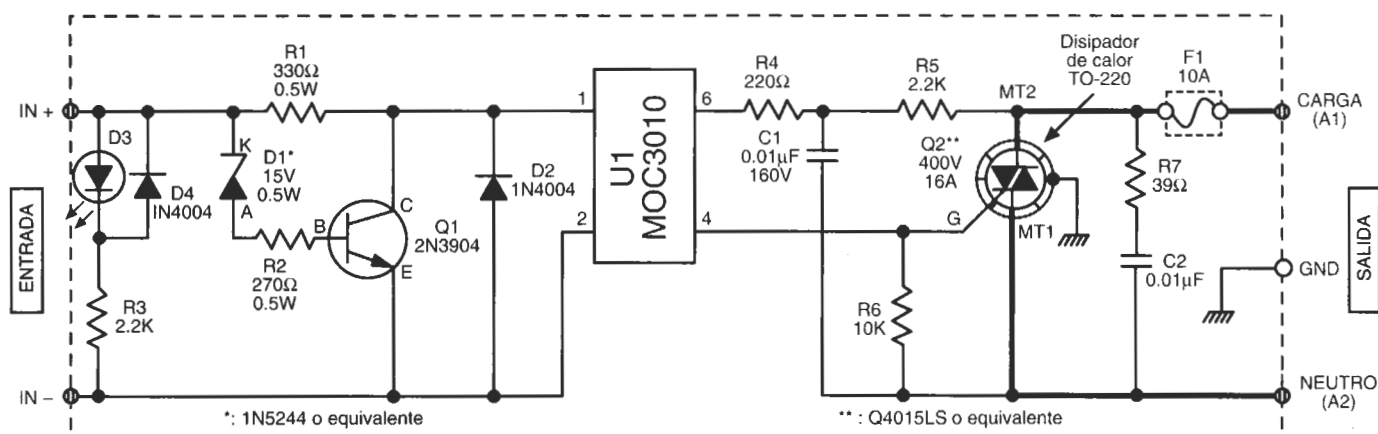 Disipador
de calor
TO-220
F1
10A
R1
330Ω
0.5W
R4
220Ω
R5
2.2K
MT2
IN +
1
6
CARGA
(A1)
D3
D4
IN4004
K
D1*
15V
0.5W
A
D2
1N4004
U1
MOC3010
C1
0.01µF
160V
Q2**
400V
16A
R7
39Ω
ENTRADA
B
C
Q1
2N3904
E
2
4
G
MT1
R2
270Ω
0.5W
C2
0.01µF
GND
SALIDA
R3
2.2K
R6
10K
IN –
NEUTRO
(A2)
*: 1N5244 o equivalente
** : Q4015LS o equivalente